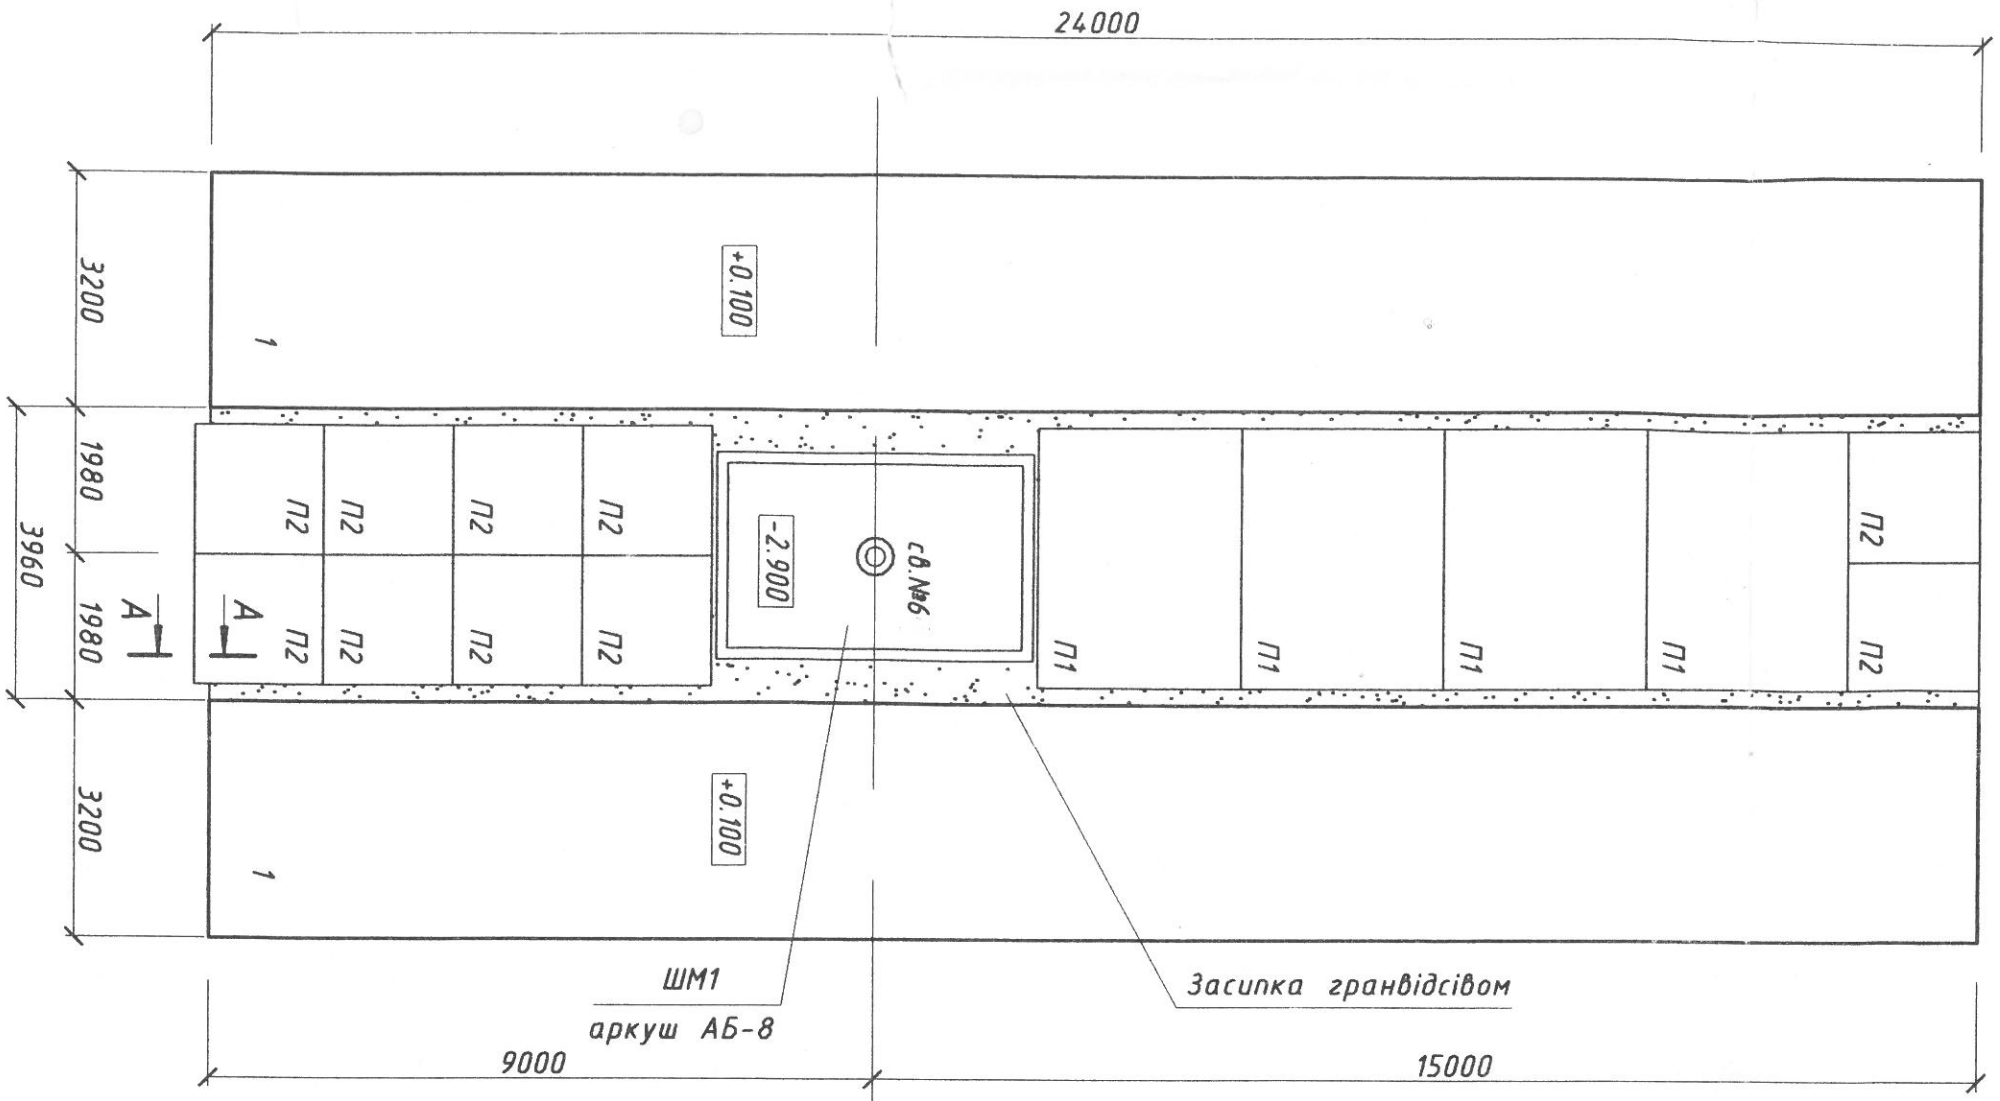 24000
3200
+0.100
1
1980
3960
П2
П2
П2
П2
-2.900
св.№6
П2
1980
А
А
П2
П2
П2
П2
П1
П1
П1
П1
П2
3200
+0.100
1
ШМ1
аркуш АБ-8
Засипка гранвідсівом
9000
15000